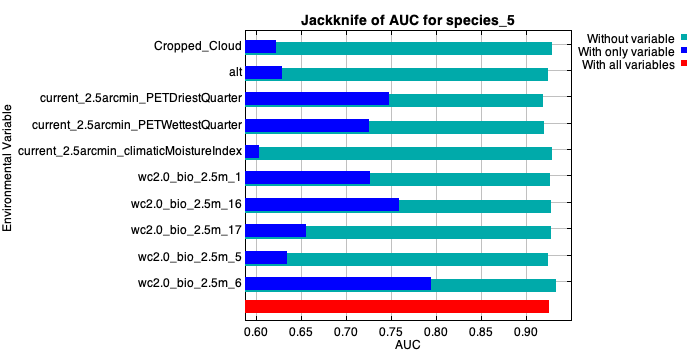 Jackknife of AUC for species_5
Without variable
With only variable
With all variables
Environmental Variable
Cropped_Cloud
alt
current_2.5arcmin_PETDriestQuarter
current_2.5arcmin_PETWettestQuarter
current_2.5arcmin_climaticMoistureIndex
wc2.0_bio_2.5m_1
wc2.0_bio_2.5m_16
wc2.0_bio_2.5m_17
wc2.0_bio_2.5m_5
wc2.0_bio_2.5m_6
0.60 0.65 0.70 0.75 0.80 0.85 0.90
AUC